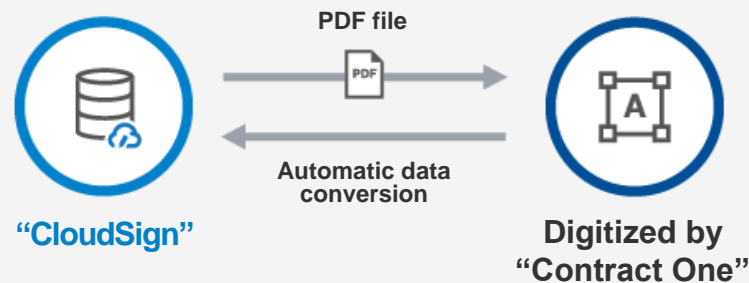 PDF file
PDF
A
Automatic data
conversion
“CloudSign”
Digitized by
“Contract One”